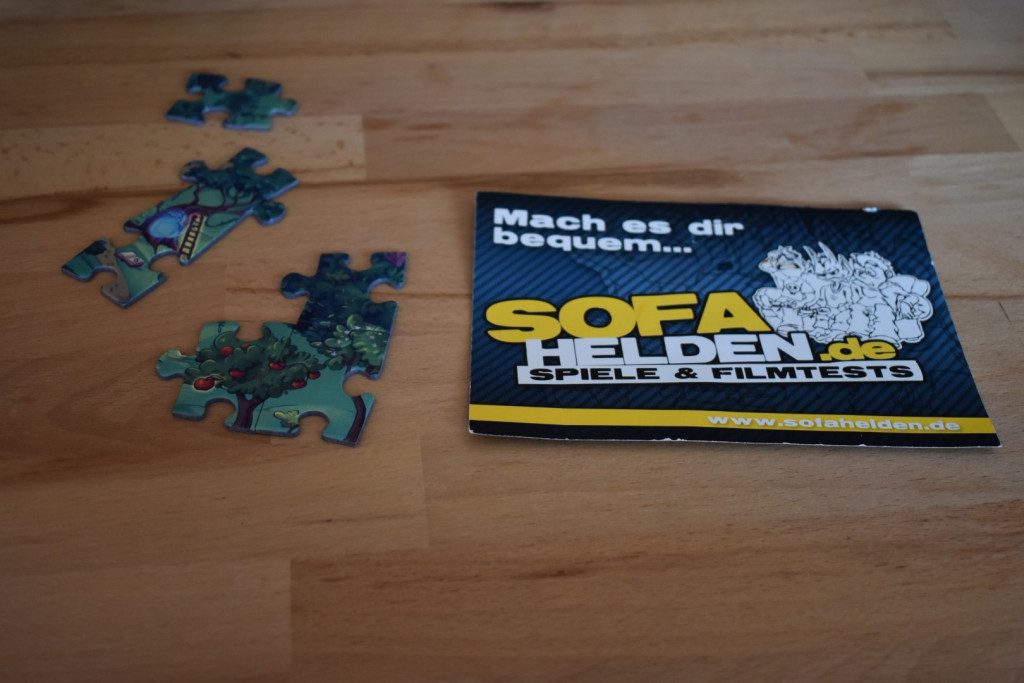 Mach es dir
bequem...
SOFA
HELDEN.de
SPIELE & FILMTESTS
www.sofahelden.de